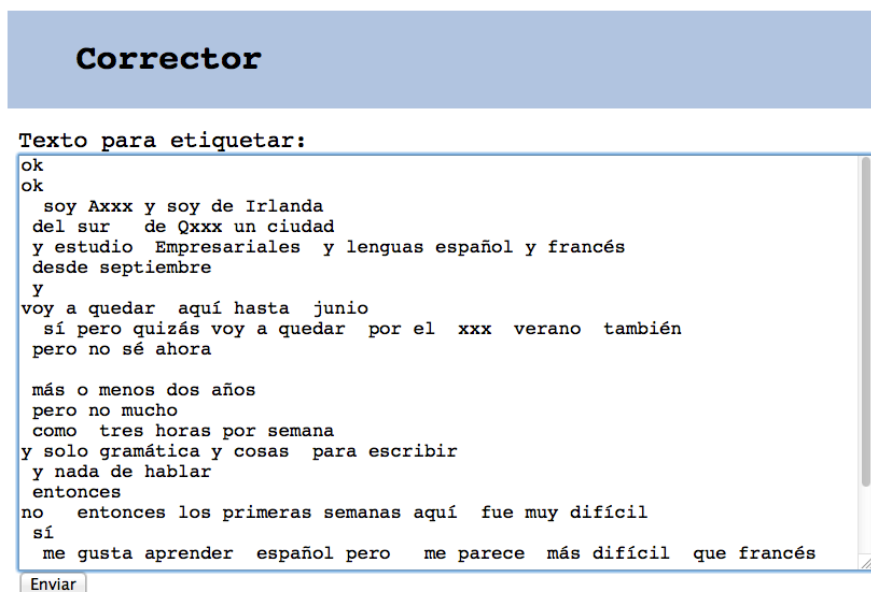 Corrector
Texto para etiquetar:
ok
ok
soy Axxx y soy de Irlanda
del sur de Qxxx un ciudad
y estudio Empresariales y lenguas español y francés
desde septiembre
y
voy a quedar aquí hasta junio
sí pero quizás voy a quedar por el xxx verano también
pero no sé ahora
más o menos dos años
pero no mucho
como tres horas por semana
y solo gramática y cosas para escribir
y nada de hablar
entonces
no entonces los primeras semanas aquí fue muy difícil
sí
me gusta aprender español pero me parece más difícil que francés
Enviar